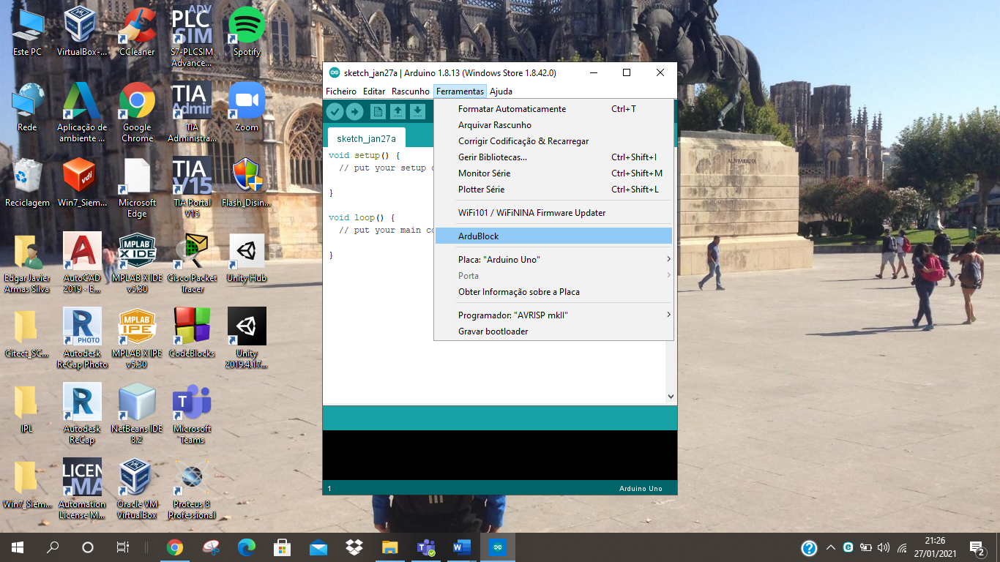 Este PC
VirtualBox-...
CCleaner
ADV
PLC
SIM
S7-PLCSIM
Advance...
Spotify
Rede
Aplicação de
ambiente ...
Google
Chrome
TIA
Admin
TIA
Administra...
Zoom
Reciclagem
vdi
Win7_Siem...
Microsoft
Edge
TIA
V15
TIA Portal
V15
Flash_Disin...
Edgar Javier
Armas Silva
AutoCAD
2019 - E...
MPLAB
X IDE
MPLAB X IDE
v5.30
Cisco Packet
Tracer
Unity Hub
Citect_SC...
PHOTO
Autodesk
ReCap Photo
MPLAB
IPE
MPLAB X IPE
v5.30
CodeBlocks
Unity
2019.4.17...
IPL
Autodesk
ReCap
NetBeans IDE
8.2
Microsoft
Teams
Win7_Siem...
LICEN
MA
Automation
License M...
Oracle VM
VirtualBox
Proteus 8
Professional
sketch_jan27a | Arduino 1.8.13 (Windows Store 1.8.42.0)
Ficheiro Editar Rascunho Ferramentas Ajuda
sketch_jan27a
void setup() {
// put your setup c
}
void loop() {
// put your main co
}
Formatar Automaticamente Ctrl+T
Arquivar Rascunho
Corrigir Codificação & Recarregar
Gerir Bibliotecas... Ctrl+Shift+I
Monitor Série Ctrl+Shift+M
Plotter Série Ctrl+Shift+L
WiFi101 / WiFiNINA Firmware Updater
ArduBlock
Placa: "Arduino Uno"
Porta
Obter Informação sobre a Placa
Programador: "AVRISP mkII"
Gravar bootloader
1 Arduino Uno
ALJUBARROTA
21:26
27/01/2021
2